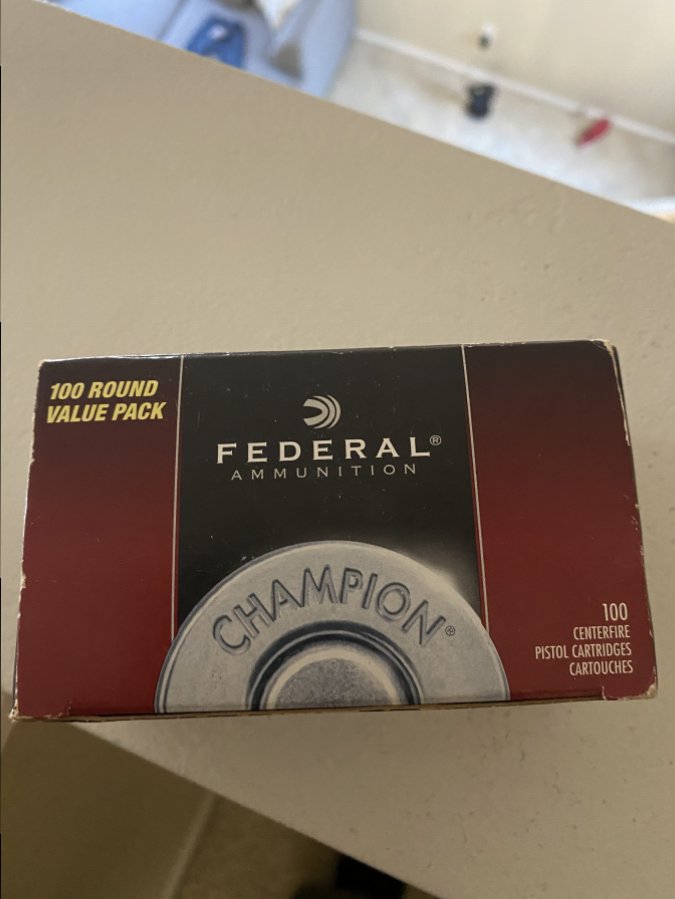 100 ROUND
VALUE PACK
FEDERAL®
AMMUNITION
CHAMPION®
100
CENTERFIRE
PISTOL CARTRIDGES
CARTOUCHES